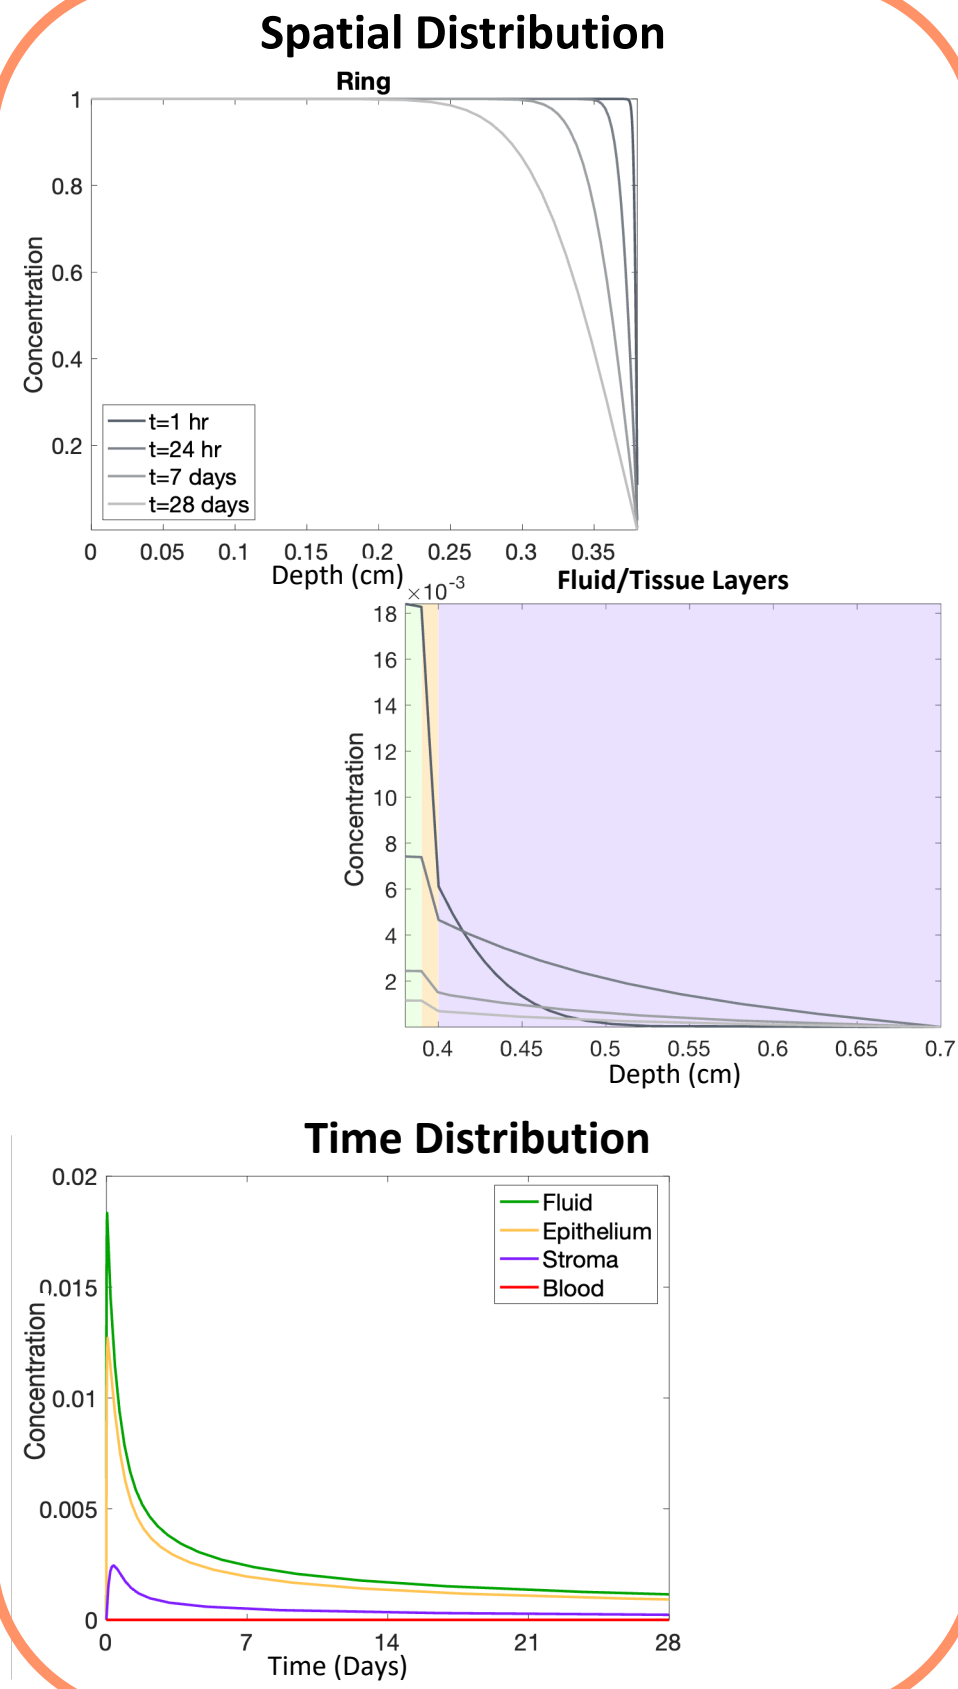 Spatial Distribution
Ring
1
0.8
0.6
0.4
0.2
Concentration
t=1 hr
t=24 hr
t=7 days
t=28 days
0 0.05 0.1 0.15 0.2 0.25 0.3 0.35
Depth (cm)
Fluid/Tissue Layers
×10-3
18
16
14
12
10
8
6
4
2
Concentration
0.4 0.45 0.5 0.55 0.6 0.65 0.7
Depth (cm)
Time Distribution
0.02
0.015
0.01
0.005
0
Concentration
Fluid
Epithelium
Stroma
Blood
0 7 14 21 28
Time (Days)